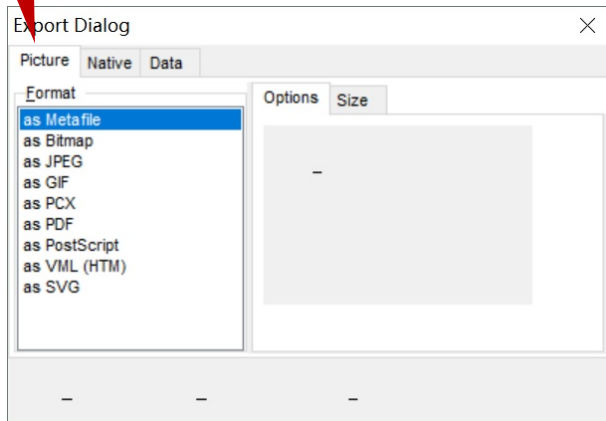 Export Dialog
Picture Native Data
Format
Options Size
as Metafile
as Bitmap
as JPEG
as GIF
as PCX
as PDF
as PostScript
as VML (HTM)
as SVG